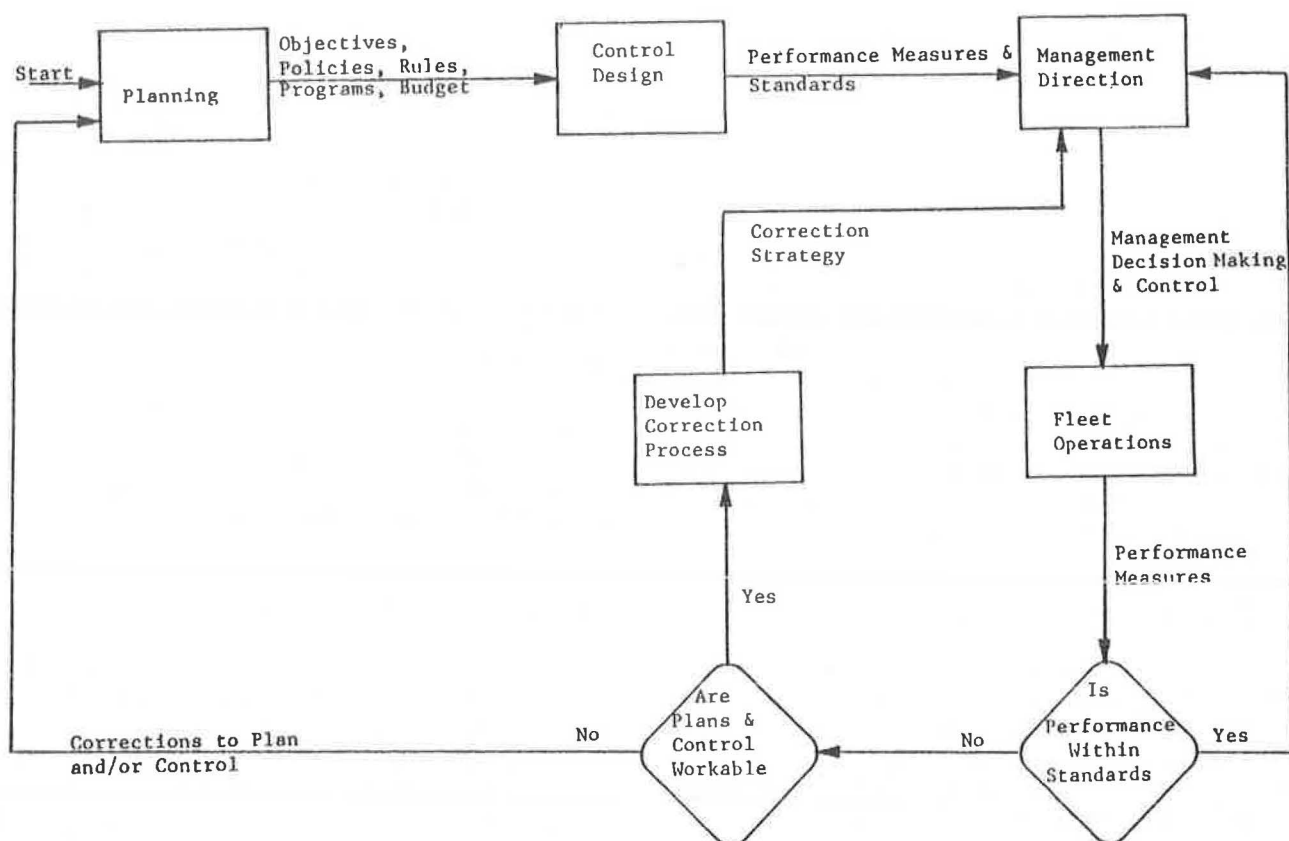 Start
Planning
Objectives,
Policies, Rules,
Programs, Budget
Control
Design
Performance Measures &
Standards
Management
Direction
Correction
Strategy
Management
Decision Making
& Control
Develop
Correction
Process
Fleet
Operations
Performance
Measures
Yes
Are
Plans &
Control
Workable
No
Corrections to Plan
and/or Control
No
Is
Performance
Within
Standards
Yes